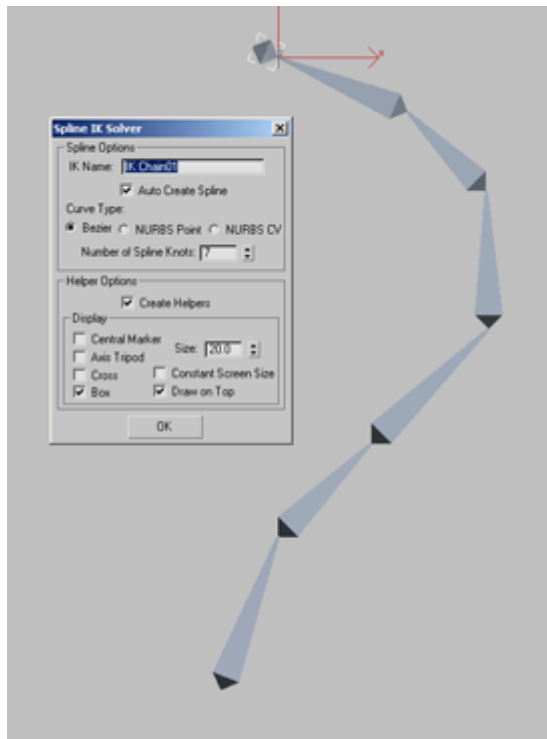 x
Spline IK Solver
Spline Options
IK Name: IK Chain01
Auto Create Spline
Curve Type:
Bezier NURBS Point NURBS CV
Number of Spline Knots: 7
Helper Options
Create Helpers
Display
Central Marker
Size: 20.0
Axis Tripod
Cross Constant Screen Size
Box Draw on Top
OK